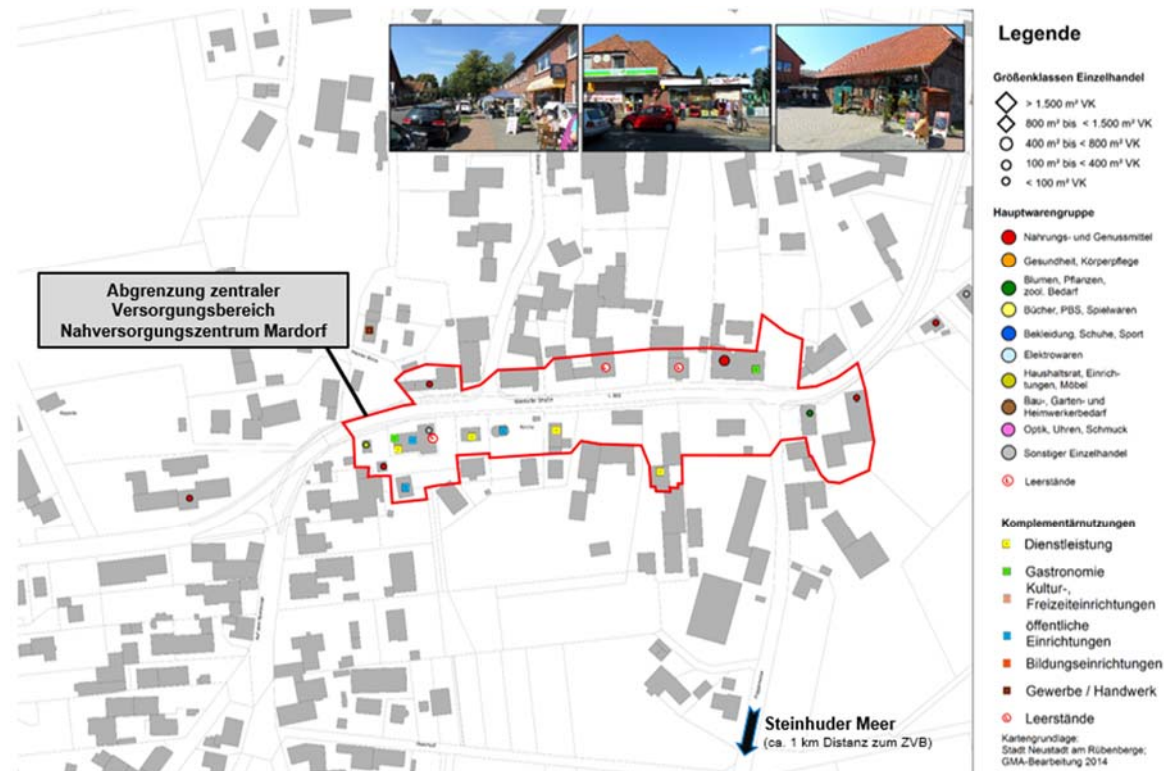 Legende
Größenklassen Einzelhandel
> 1.500 m² VK
800 m² bis < 1.500 m² VK
400 m² bis < 800 m² VK
100 m² bis < 400 m² VK
< 100 m² VK
Hauptwarengruppe
Nahrungs- und Genussmittel
Gesundheit, Körperpflege
Blumen, Pflanzen,
zool. Bedarf
Bücher, PBS, Spielwaren
Bekleidung, Schuhe, Sport
Elektrowaren
Haushaltsrat, Einrich-
tungen, Möbel
Bau-, Garten- und
Heimwerkerbedarf
Optik, Uhren, Schmuck
Sonstiger Einzelhandel
Leerstände
Komplementärnutzungen
Dienstleistung
Gastronomie
Kultur-,
Freizeiteinrichtungen
öffentliche
Einrichtungen
Bildungseinrichtungen
Gewerbe / Handwerk
Leerstände
Kartengrundlage:
Stadt Neustadt am Rübenberge;
GMA-Bearbeitung 2014
Abgrenzung zentraler
Versorgungsbereich
Nahversorgungszentrum Mardorf
Steinhuder Meer
(ca. 1 km Distanz zum ZVB)